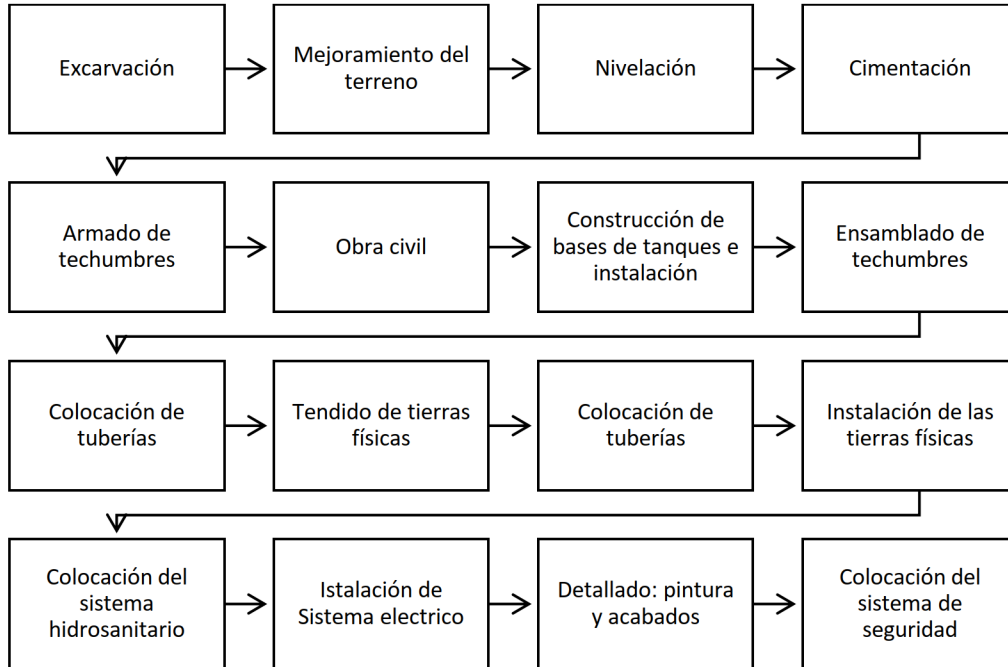 Excarvación
Mejoramiento del
terreno
Nivelación
Cimentación
Armado de
techumbres
Obra civil
Construcción de
bases de tanques e
instalación
Ensamblado de
techumbres
Colocación de
tuberías
Tendido de tierras
físicas
Colocación de
tuberías
Instalación de las
tierras físicas
Colocación del
sistema
hidrosanitario
Istalación de
Sistema electrico
Detallado: pintura
y acabados
Colocación del
sistema de
seguridad